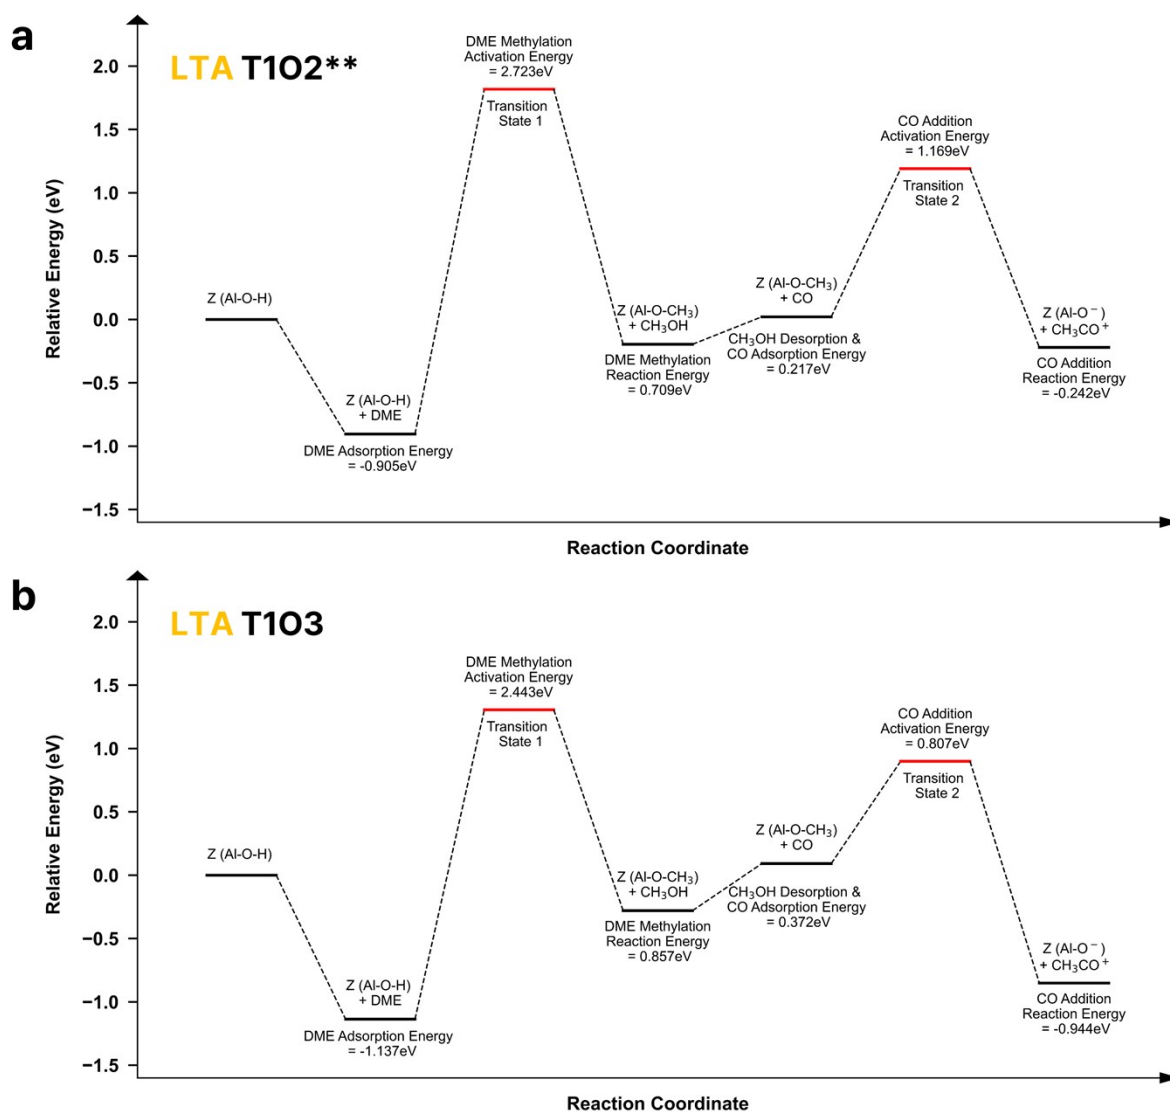 a
LTA T1O2**
Relative Energy (eV)
2.0
1.5
1.0
0.5
0.0
−0.5
−1.0
−1.5
Z (Al-O-H)
Z (Al-O-H)
+ DME
DME Adsorption Energy
= -0.905eV
DME Methylation
Activation Energy
= 2.723eV
Transition
State 1
Z (Al-O-CH₃)
+ CH₃OH
DME Methylation
Reaction Energy
= 0.709eV
Z (Al-O-CH₃)
+ CO
CH₃OH Desorption &
CO Adsorption Energy
= 0.217eV
CO Addition
Activation Energy
= 1.169eV
Transition
State 2
Z (Al-O⁻)
+ CH₃CO⁺
CO Addition
Reaction Energy
= -0.242eV
Reaction Coordinate
b
LTA T1O3
Relative Energy (eV)
2.0
1.5
1.0
0.5
0.0
−0.5
−1.0
−1.5
Z (Al-O-H)
Z (Al-O-H)
+ DME
DME Adsorption Energy
= -1.137eV
DME Methylation
Activation Energy
= 2.443eV
Transition
State 1
Z (Al-O-CH₃)
+ CH₃OH
DME Methylation
Reaction Energy
= 0.857eV
Z (Al-O-CH₃)
+ CO
CH₃OH Desorption &
CO Adsorption Energy
= 0.372eV
CO Addition
Activation Energy
= 0.807eV
Transition
State 2
Z (Al-O⁻)
+ CH₃CO⁺
CO Addition
Reaction Energy
= -0.944eV
Reaction Coordinate